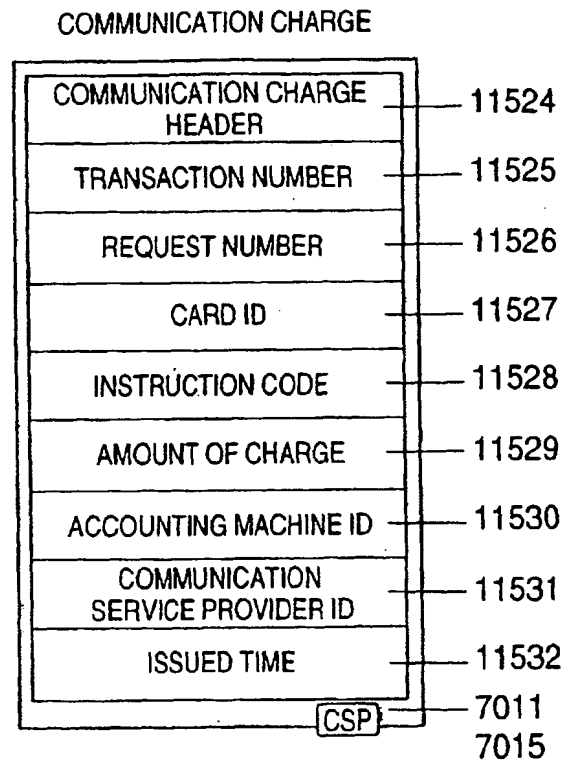 COMMUNICATION CHARGE
COMMUNICATION CHARGE
HEADER
11524
TRANSACTION NUMBER
11525
REQUEST NUMBER
11526
CARD ID
11527
INSTRUCTION CODE
11528
AMOUNT OF CHARGE
11529
ACCOUNTING MACHINE ID
11530
COMMUNICATION
SERVICE PROVIDER ID
11531
ISSUED TIME
11532
CSP
7011
7015